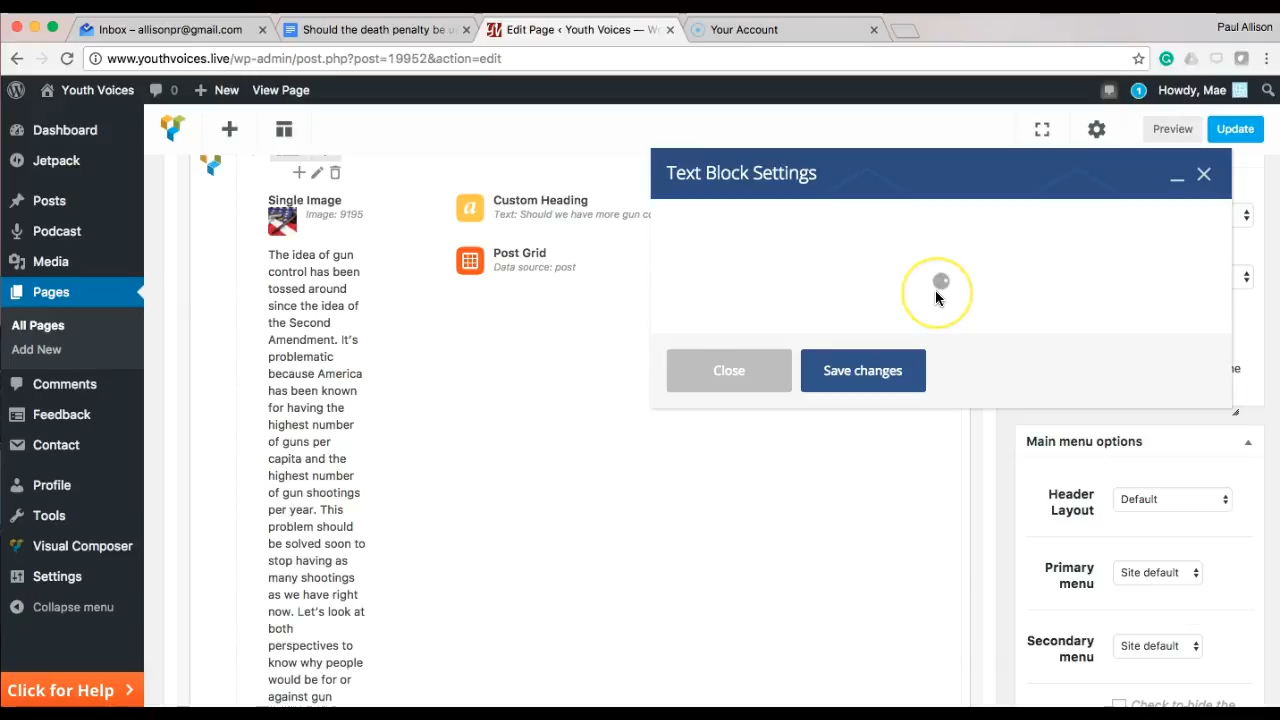 Inbox – allisonpr@gmail.com
Should the death penalty be u
Edit Page ‹ Youth Voices — Wo
Your Account
Paul Allison
www.youthvoices.live/wp-admin/post.php?post=19952&action=edit
Youth Voices
0
New
View Page
1
Howdy, Mae
Dashboard
Jetpack
Posts
Podcast
Media
Pages
All Pages
Add New
Comments
Feedback
Contact
Profile
Tools
Visual Composer
Settings
Collapse menu
Click for Help
Preview
Update
Single Image
Image: 9195
The idea of gun
control has been
tossed around
since the idea of
the Second
Amendment. It's
problematic
because America
has been known
for having the
highest number
of guns per
capita and the
highest number
of gun shootings
per year. This
problem should
be solved soon to
stop having as
many shootings
as we have right
now. Let's look at
both
perspectives to
know why people
would be for or
against gun
a
Custom Heading
Text: Should we have more gun co
Post Grid
Data source: post
Text Block Settings
Close
Save changes
ne
Main menu options
Header
Layout
Default
Primary
menu
Site default
Secondary
menu
Site default
Check to hide the